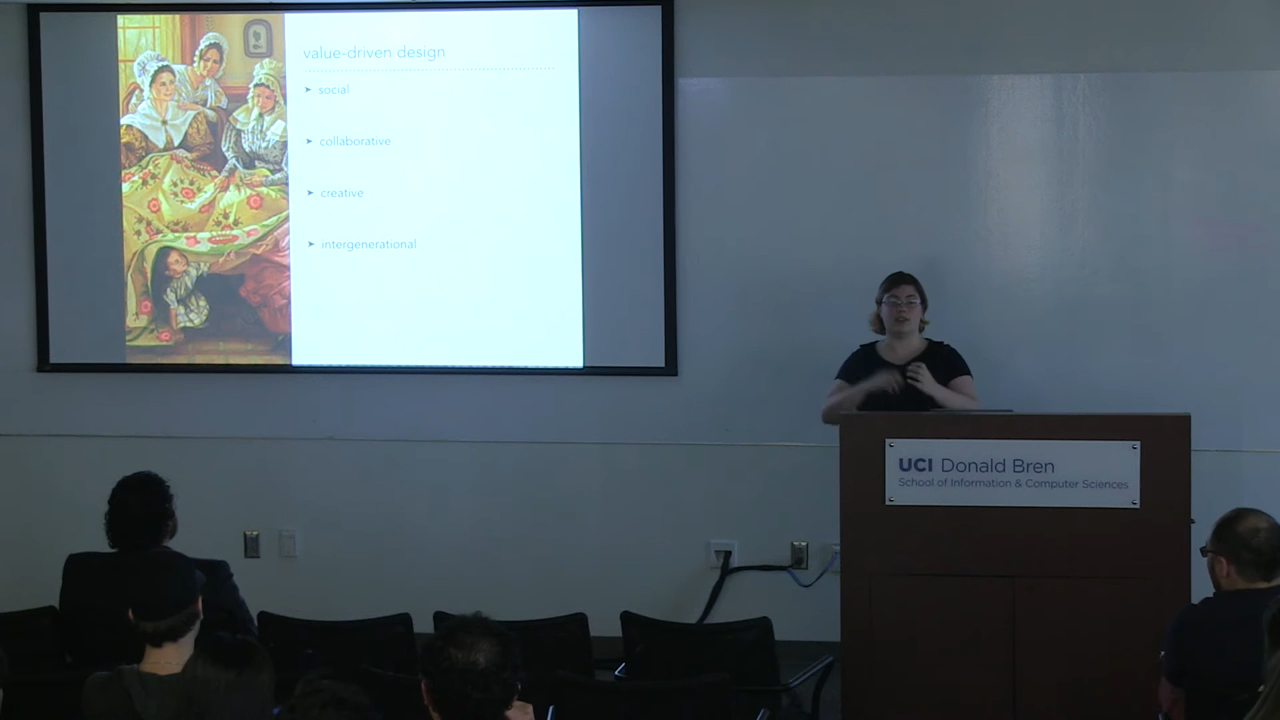 value-driven design
➤ social
➤ collaborative
➤ creative
➤ intergenerational
UCI Donald Bren
School of Information & Computer Sciences